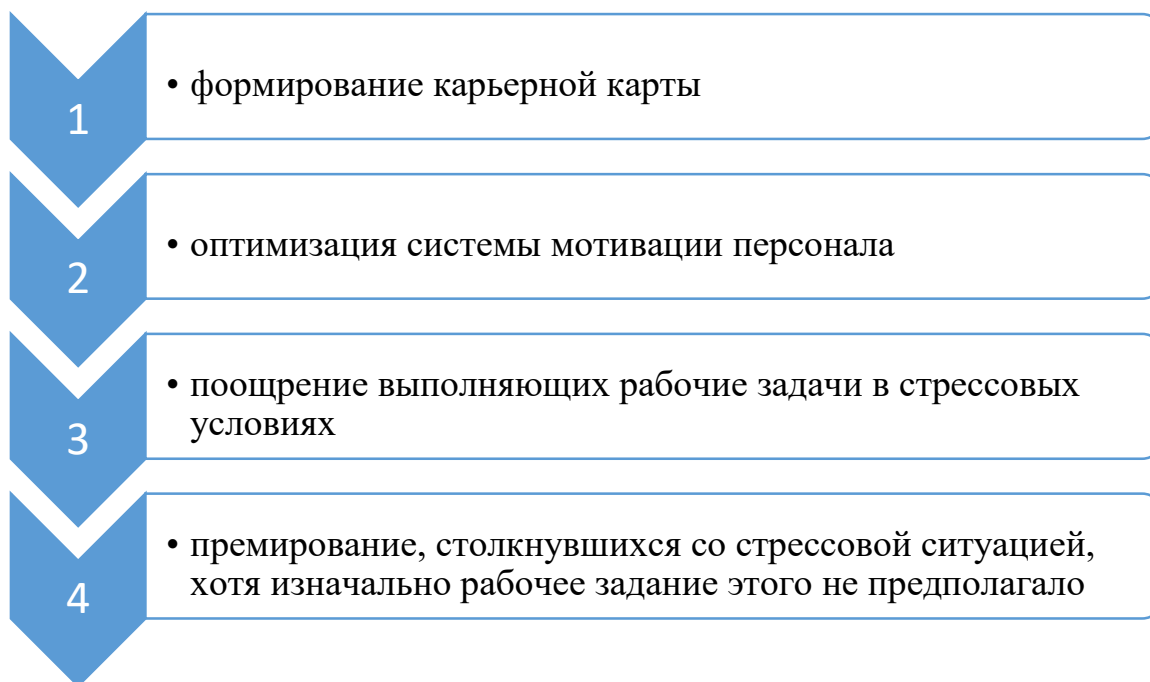 1
• формирование карьерной карты
2
• оптимизация системы мотивации персонала
3
• поощрение выполняющих рабочие задачи в стрессовых
условиях
4
• премирование, столкнувшихся со стрессовой ситуацией,
хотя изначально рабочее задание этого не предполагало